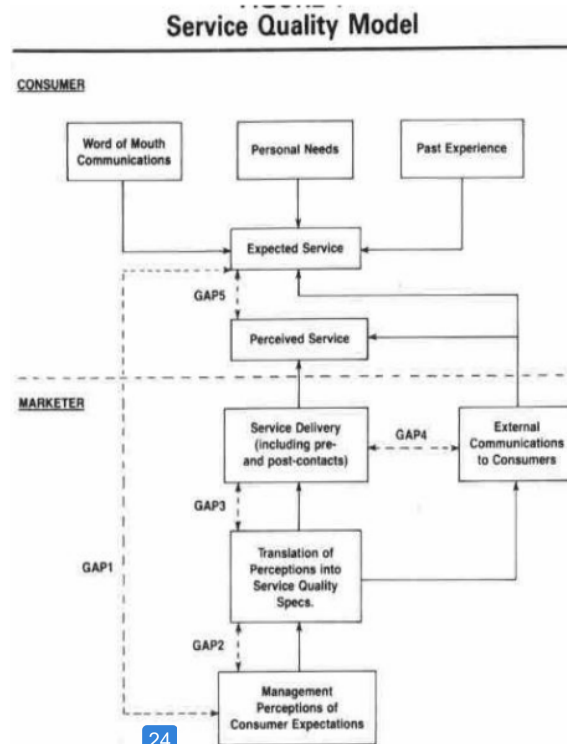 Service Quality Model
CONSUMER
Word of Mouth
Communications
Personal Needs
Past Experience
Expected Service
GAP5
Perceived Service
MARKETER
Service Delivery
(including pre-
and post-contacts)
GAP4
External
Communications
to Consumers
GAP3
Translation of
Perceptions into
Service Quality
Specs.
GAP1
GAP2
Management
Perceptions of
Consumer Expectations
24